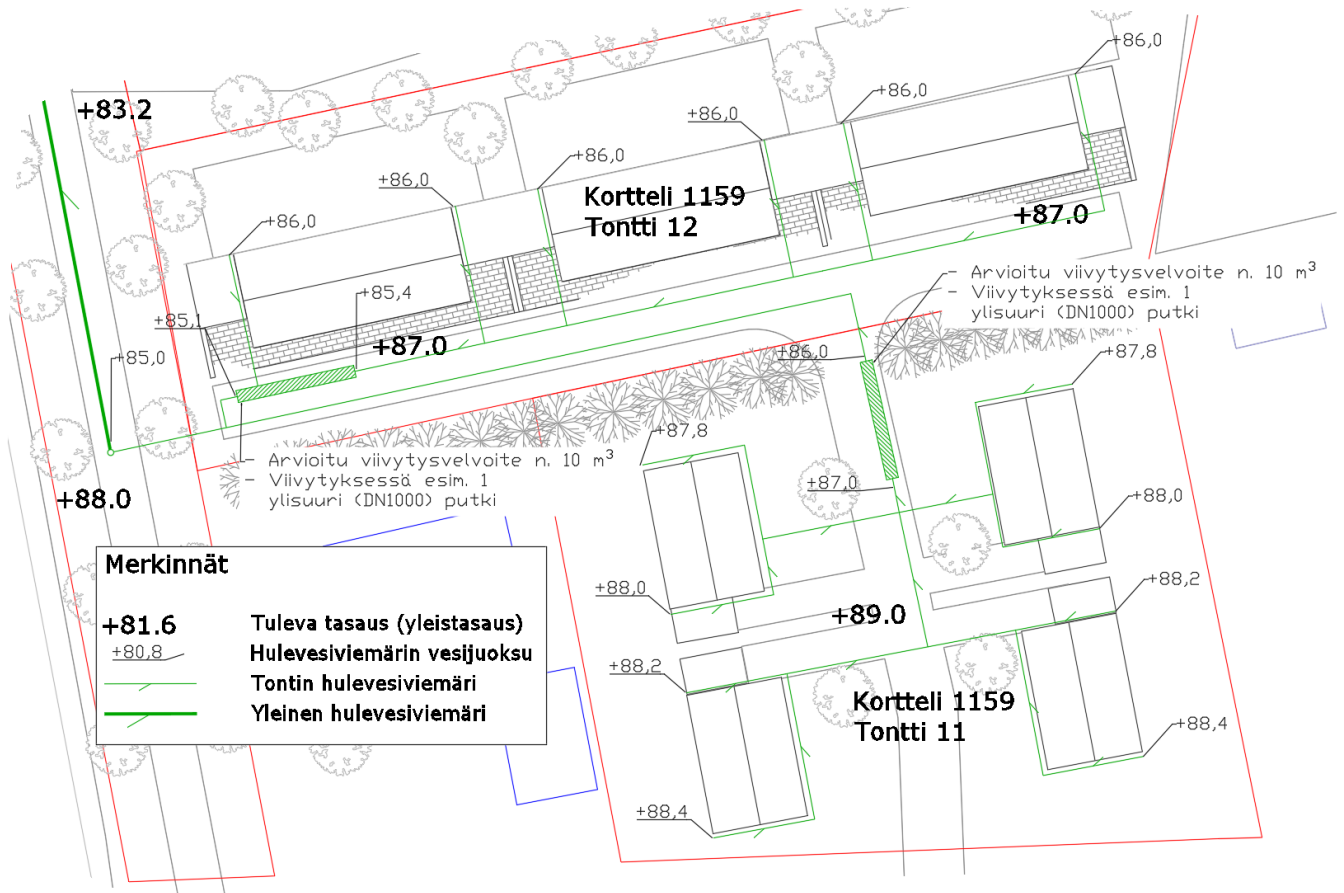 +86,0
+86,0
+83.2
+86,0
+86,0
+86,0
Kortteli 1159
Tontti 12
+87.0
+86,0
- Arvioitu viivytysvelvoite n. 10 m³
- Viivytyksessä esim. 1
ylisuuri (DN1000) putki
+85,4
+85,1
+87.0
+86,0
+85,0
+87,8
+87,8
- Arvioitu viivytysvelvoite n. 10 m³
- Viivytyksessä esim. 1
ylisuuri (DN1000) putki
+88.0
+87,0
+88,0
+88,0
+88,2
+89.0
+88,2
Kortteli 1159
Tontti 11
+88,4
+88,4
Merkinnät
+81.6 Tuleva tasaus (yleistasaus)
+80,8 Hulevesiviemärin vesijuoksu
Tontin hulevesiviemäri
Yleinen hulevesiviemäri